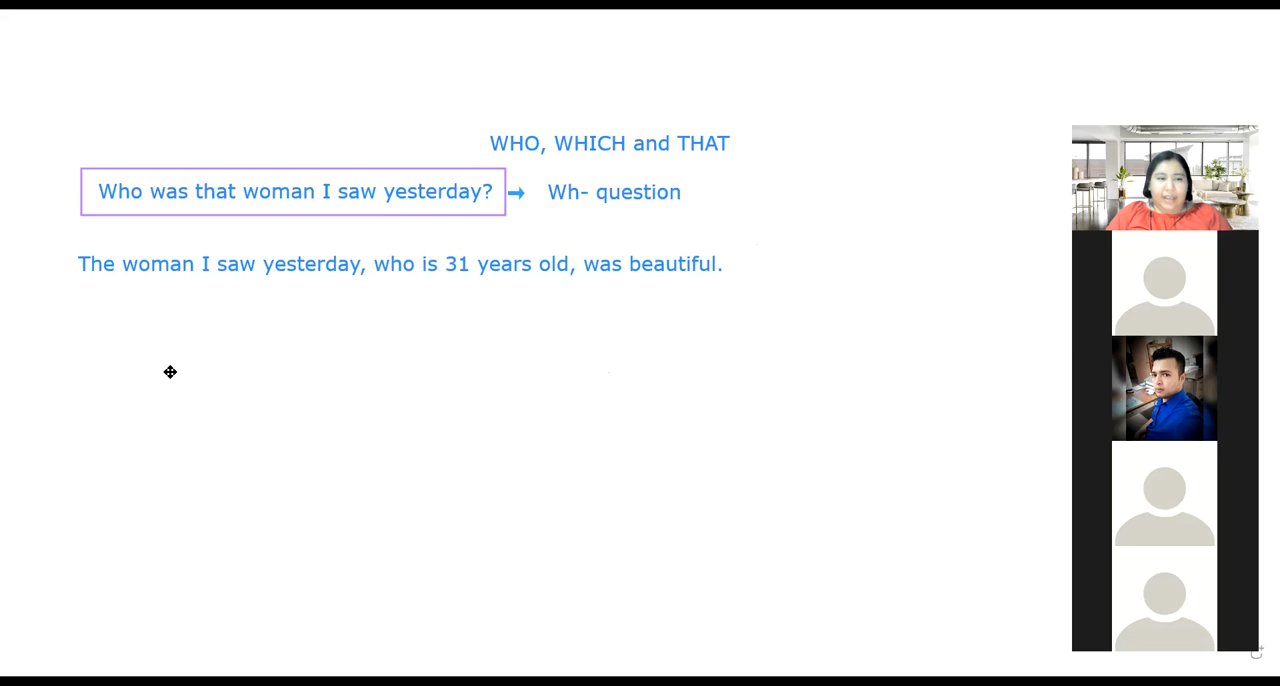 WHO, WHICH and THAT
Who was that woman I saw yesterday? → Wh- question
The woman I saw yesterday, who is 31 years old, was beautiful.